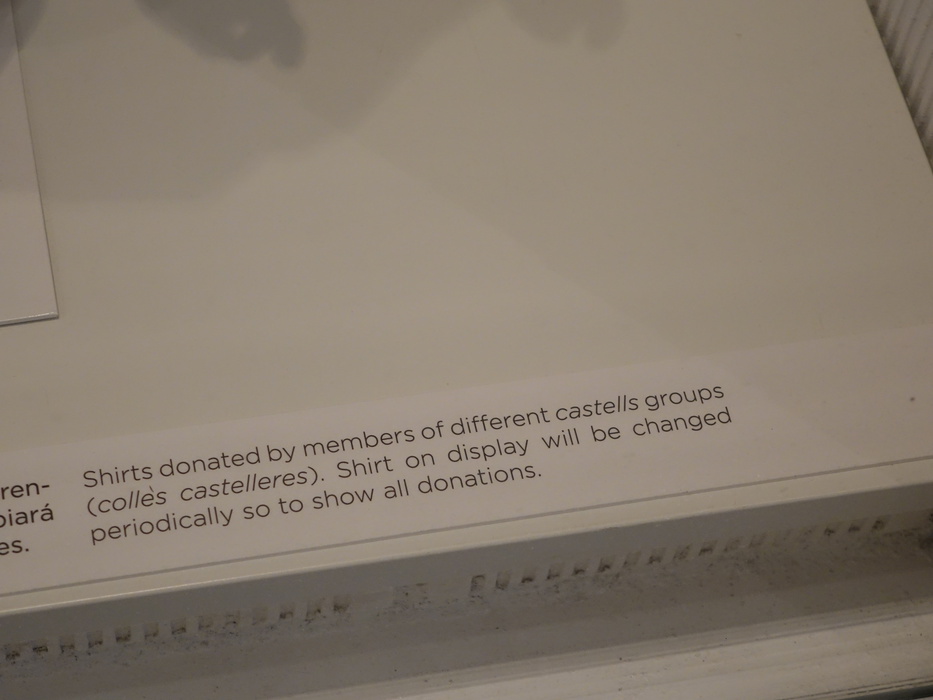 ren-
biará
es.
Shirts donated by members of different castells groups
(collès castelleres). Shirt on display will be changed
periodically so to show all donations.